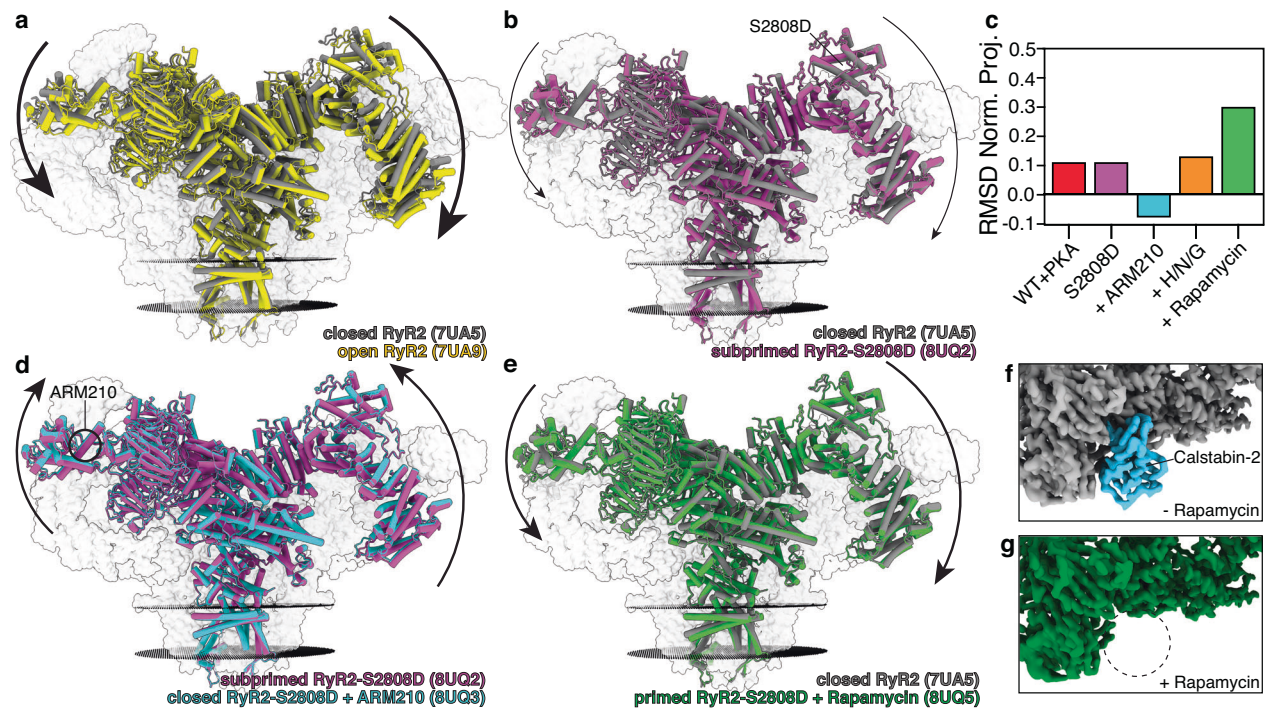 a
closed RyR2 (7UA5)
open RyR2 (7UA9)
b
S2808D
closed RyR2 (7UA5)
subprimed RyR2-S2808D (8UQ2)
c
RMSD Norm. Proj.
0.5
0.4
0.3
0.2
0.1
0.0
-0.1
WT+PKA
S2808D
+ ARM210
+ H/N/G
+ Rapamycin
d
ARM210
subprimed RyR2-S2808D (8UQ2)
closed RyR2-S2808D + ARM210 (8UQ3)
e
closed RyR2 (7UA5)
primed RyR2-S2808D + Rapamycin (8UQ5)
f
Calstabin-2
- Rapamycin
g
+ Rapamycin